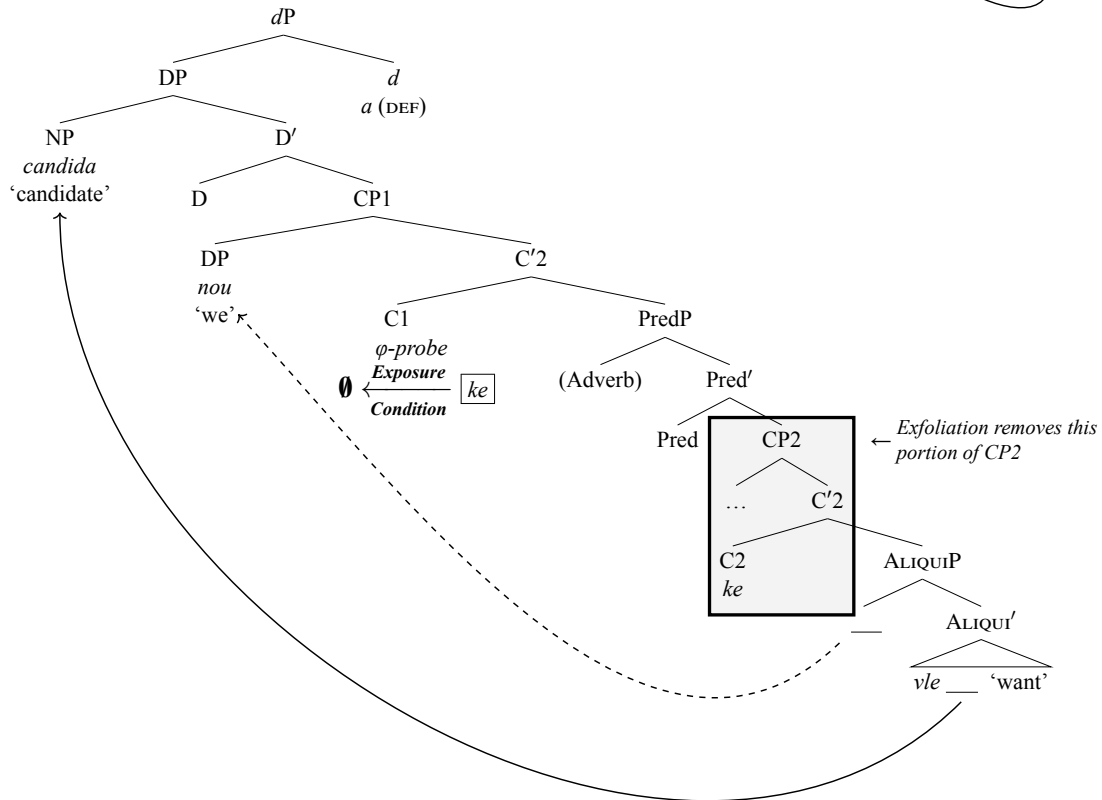 dP
DP d
a (DEF)
NP D′
candida
‘candidate’ D CP1
DP C′2
nou
‘we’ C1 PredP
φ-probe
∅ Exposure Condition ke (Adverb) Pred′
Pred CP2 ← Exfoliation removes this
portion of CP2
… C′2
C2 ALIQUIP
ke
__ ALIQUI′
vle __ ‘want’